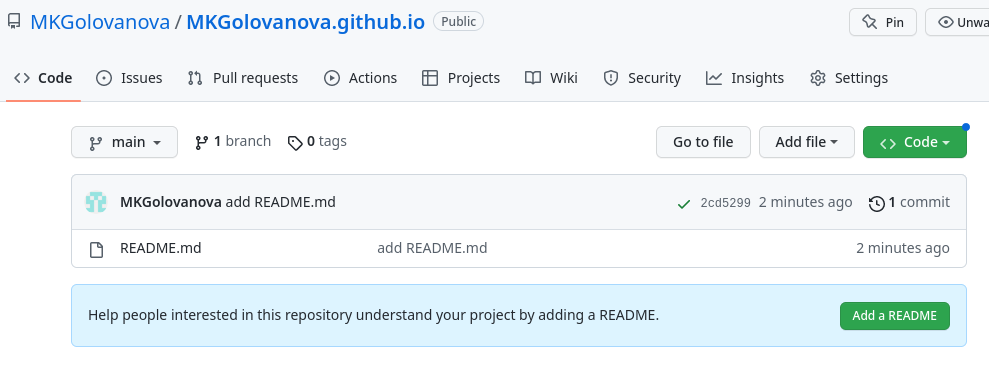 MKGolovanova / MKGolovanova.github.io Public Pin Unwa
Code Issues Pull requests Actions Projects Wiki Security Insights Settings
main 1 branch 0 tags Go to file Add file Code
MKGolovanova add README.md 2cd5299 2 minutes ago 1 commit
README.md add README.md 2 minutes ago
Help people interested in this repository understand your project by adding a README. Add a README